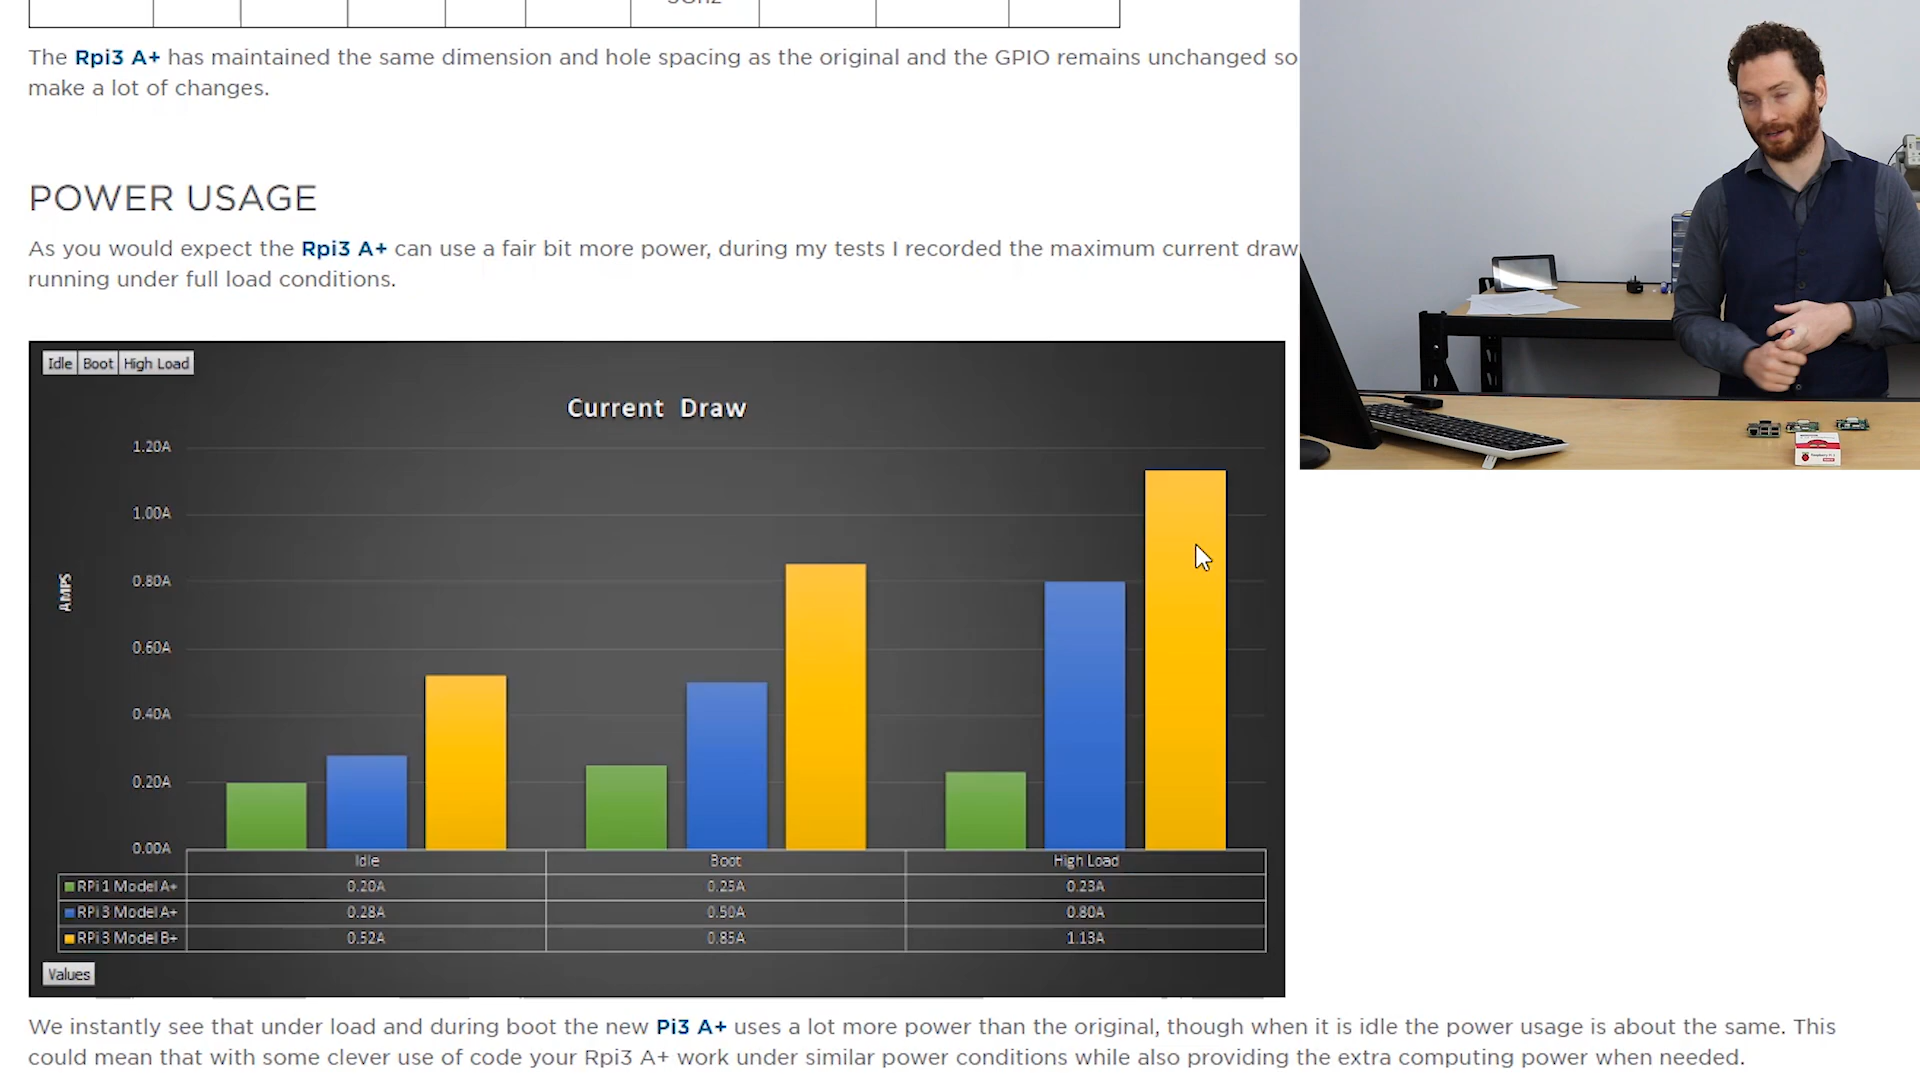 The Rpi3 A+ has maintained the same dimension and hole spacing as the original and the GPIO remains unchanged so
make a lot of changes.
POWER USAGE
As you would expect the Rpi3 A+ can use a fair bit more power, during my tests I recorded the maximum current draw
running under full load conditions.
Idle Boot High Load
Current Draw
1.20A
1.00A
0.80A
0.60A
0.40A
0.20A
0.00A
AMPS
Idle Boot High Load
RPi 1 Model A+ 0.20A 0.25A 0.23A
RPi 3 Model A+ 0.28A 0.50A 0.80A
RPi 3 Model B+ 0.52A 0.85A 1.13A
Values
We instantly see that under load and during boot the new Pi3 A+ uses a lot more power than the original, though when it is idle the power usage is about the same. This
could mean that with some clever use of code your Rpi3 A+ work under similar power conditions while also providing the extra computing power when needed.